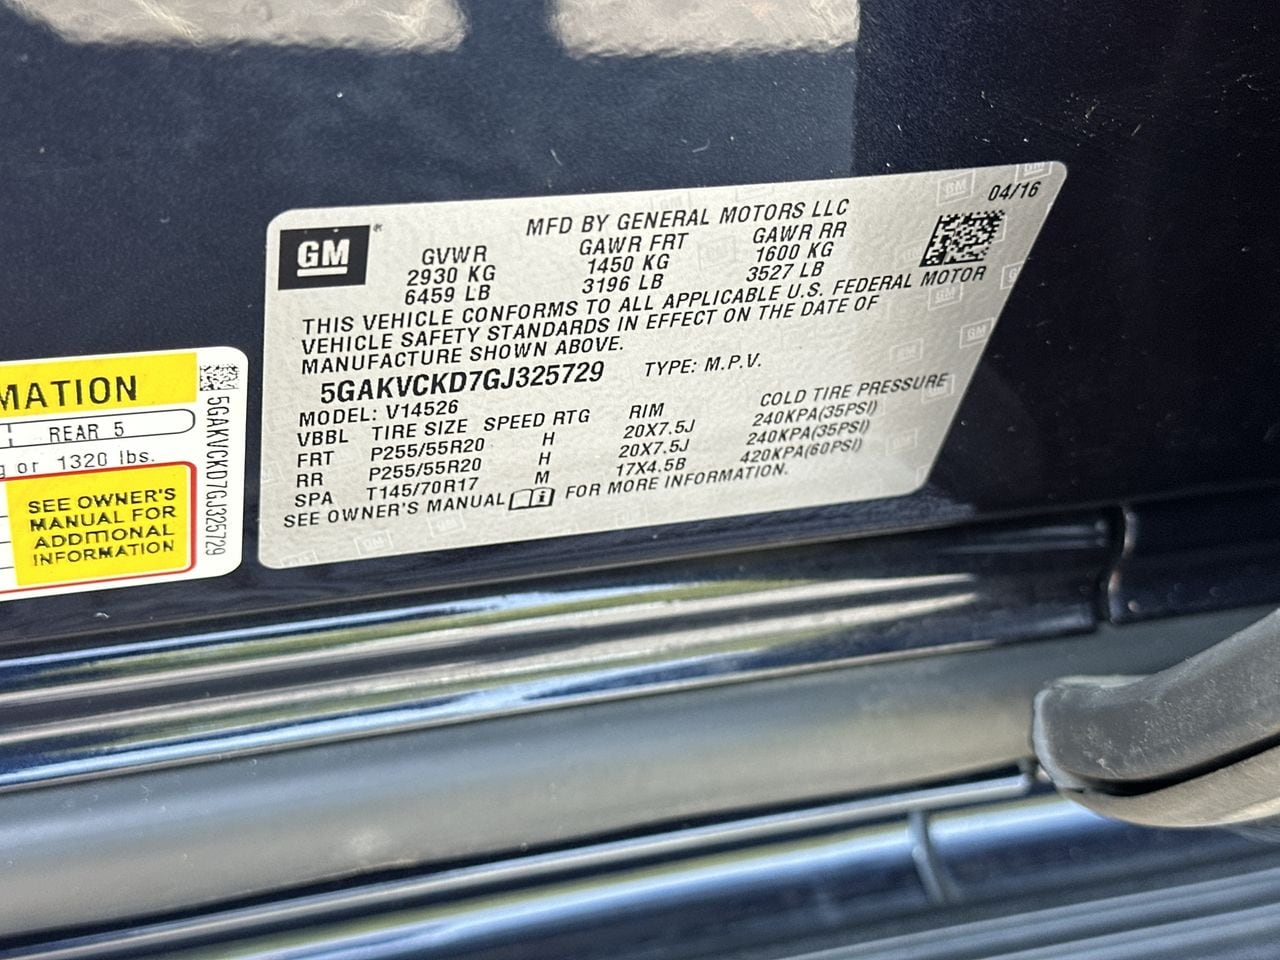 GM
04/16
MFD BY GENERAL MOTORS LLC
GVWR GAWR FRT GAWR RR
2930 KG 1450 KG 1600 KG
6459 LB 3196 LB 3527 LB
THIS VEHICLE CONFORMS TO ALL APPLICABLE U.S. FEDERAL MOTOR
VEHICLE SAFETY STANDARDS IN EFFECT ON THE DATE OF
MANUFACTURE SHOWN ABOVE.
5GAKVCKD7GJ325729 TYPE: M.P.V.
MODEL: V14526
VBBL TIRE SIZE SPEED RTG RIM COLD TIRE PRESSURE
FRT P255/55R20 H 20X7.5J 240KPA(35PSI)
RR P255/55R20 H 20X7.5J 240KPA(35PSI)
SPA T145/70R17 M 17X4.5B 420KPA(60PSI)
SEE OWNER'S MANUAL FOR MORE INFORMATION.
MATION
REAR 5
g or 1320 lbs.
SEE OWNER'S
MANUAL FOR
ADDITIONAL
INFORMATION
5GAKVCKD7GJ325729